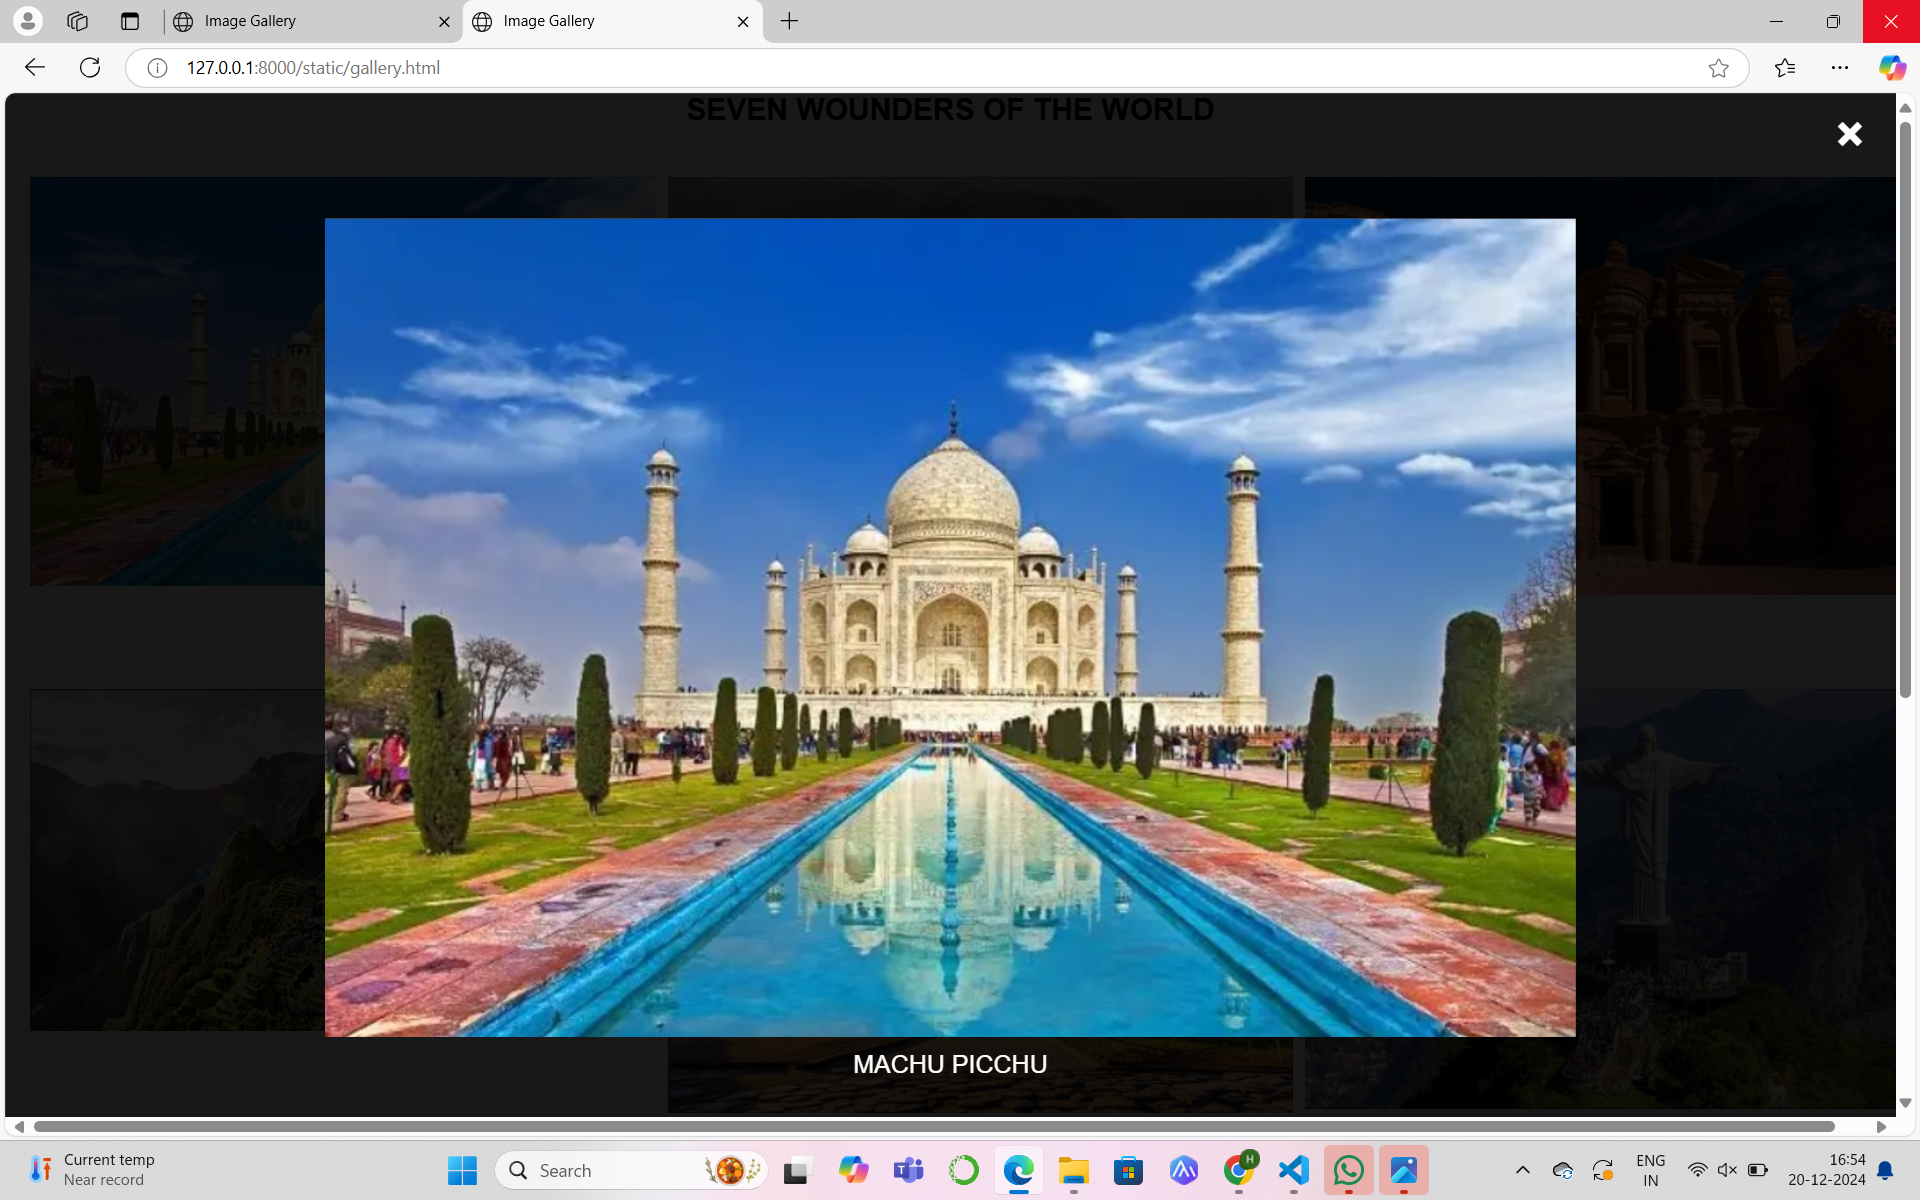 Image Gallery
Image Gallery
127.0.0.1:8000/static/gallery.html
SEVEN WOUNDERS OF THE WORLD
MACHU PICCHU
Current temp
Near record
Search
H
ENG
IN
16:54
20-12-2024